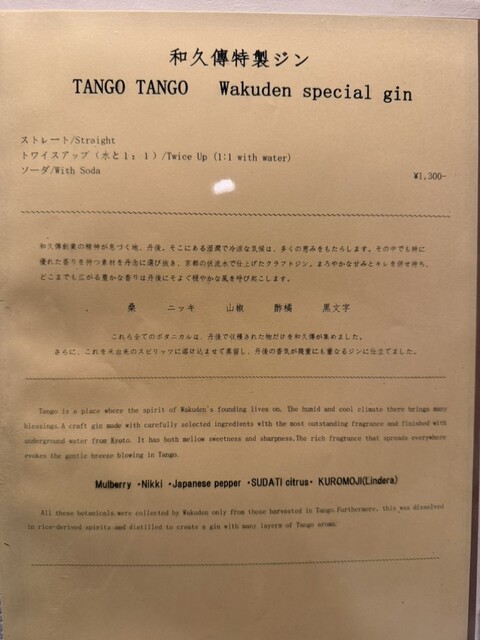 和久傳特製ジン
TANGO TANGO Wakuden special gin
ストレート/Straight
トワイスアップ（水と１：１）/Twice Up (1:1 with water)
ソーダ/With Soda
¥1,300-
和久傳創業の精神が息づく地、丹後。そこにある湿潤で冷涼な気候は、多くの恵みをもたらします。その中でも特に
優れた香りを持つ素材を丹念に選び抜き、京都の伏流水で仕上げたクラフトジン。まろやかな甘みとキレを併せ持ち、
どこまでも広がる豊かな香りは丹後にそよぐ穏やかな風を呼び起こします。
桑 ニッキ 山椒 酢橘 黒文字
これら全てのボタニカルは、丹後で収穫された物だけを和久傳が集めました。
さらに、これを米由来のスピリッツに溶け込ませて蒸留し、丹後の香気が幾重にも重なるジンに仕立てました。
Tango is a place where the spirit of Wakuden's founding lives on. The humid and cool climate there brings many
blessings.A craft gin made with carefully selected ingredients with the most outstanding fragrance and finished with
underground water from Kyoto. It has both mellow sweetness and sharpness.The rich fragrance that spreads everywhere
evokes the gentle breeze blowing in Tango.
Mulberry ・Nikki ・Japanese pepper ・SUDATI citrus・ KUROMOJI(Lindera)
All these botanicals were collected by Wakuden only from those harvested in Tango.Furthermore, this was dissolved
in rice-derived spirits and distilled to create a gin with many layers of Tango aroma.